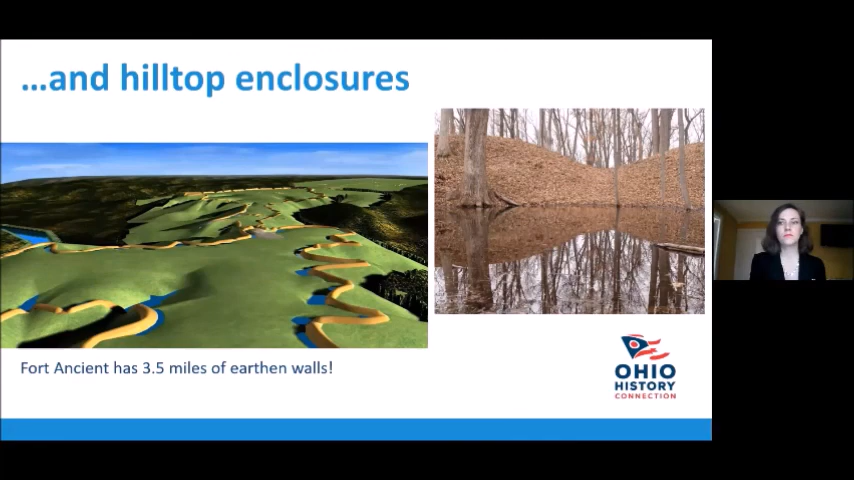 …and hilltop enclosures
Fort Ancient has 3.5 miles of earthen walls!
OHIO
HISTORY
CONNECTION